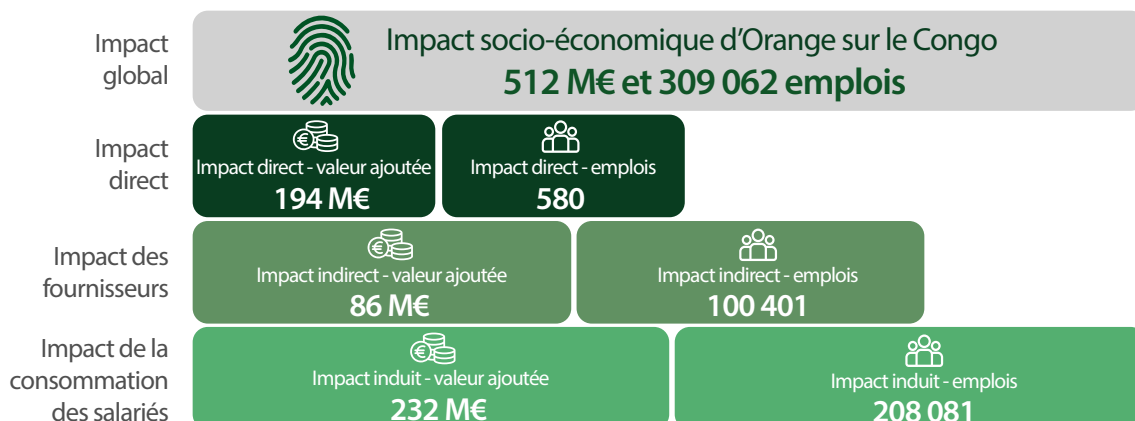 Impact
global
Impact socio-économique d'Orange sur le Congo
512 M€ et 309 062 emplois
Impact
direct
Impact direct - valeur ajoutée
194 M€
Impact direct - emplois
580
Impact des
fournisseurs
Impact indirect - valeur ajoutée
86 M€
Impact indirect - emplois
100 401
Impact de la
consommation
des salariés
Impact induit - valeur ajoutée
232 M€
Impact induit - emplois
208 081